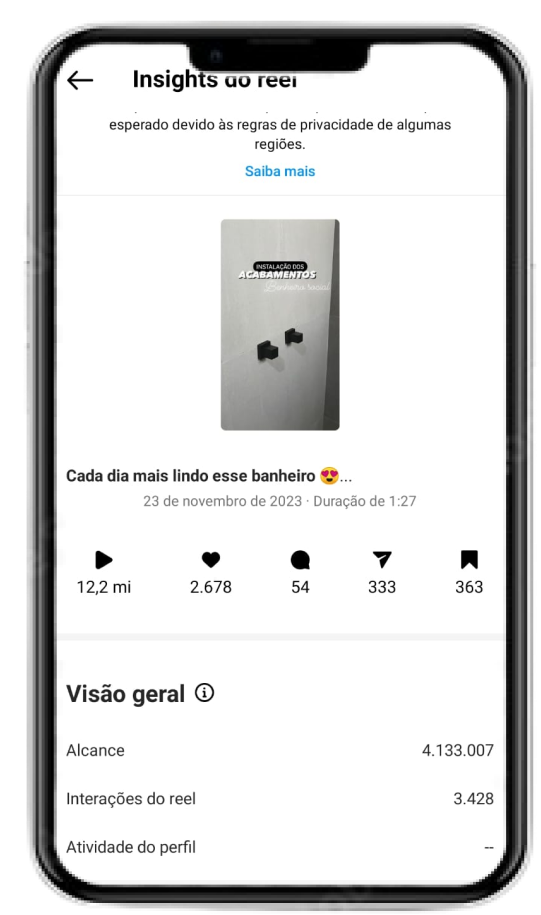 Insights do reel
esperado devido às regras de privacidade de algumas
regiões.
Saiba mais
INSTALAÇÃO DOS
ACABAMENTOS
Banheiro social
Cada dia mais lindo esse banheiro 😍...
23 de novembro de 2023 · Duração de 1:27
12,2 mi
2.678
54
333
363
Visão geral
Alcance
4.133.007
Interações do reel
3.428
Atividade do perfil
--